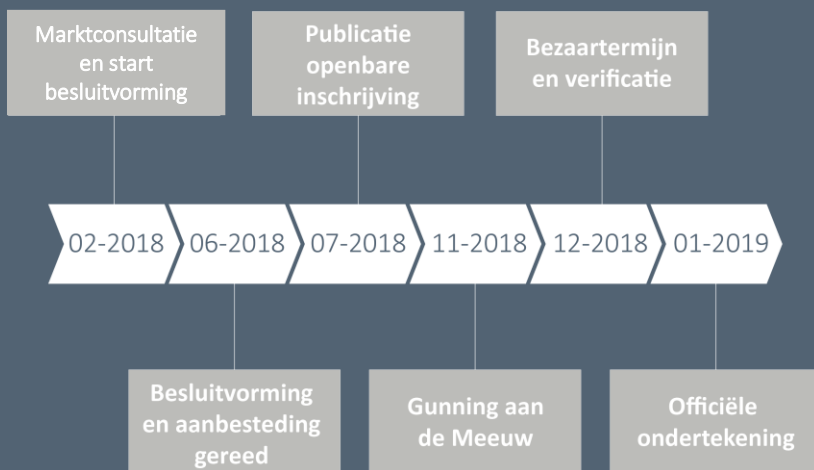 Marktconsultatie
en start
besluitvorming
Publicatie
openbare
inschrijving
Bezaartermijn
en verificatie
02-2018
06-2018
07-2018
11-2018
12-2018
01-2019
Besluitvorming
en aanbesteding
gereed
Gunning aan
de Meeuw
Officiële
ondertekening